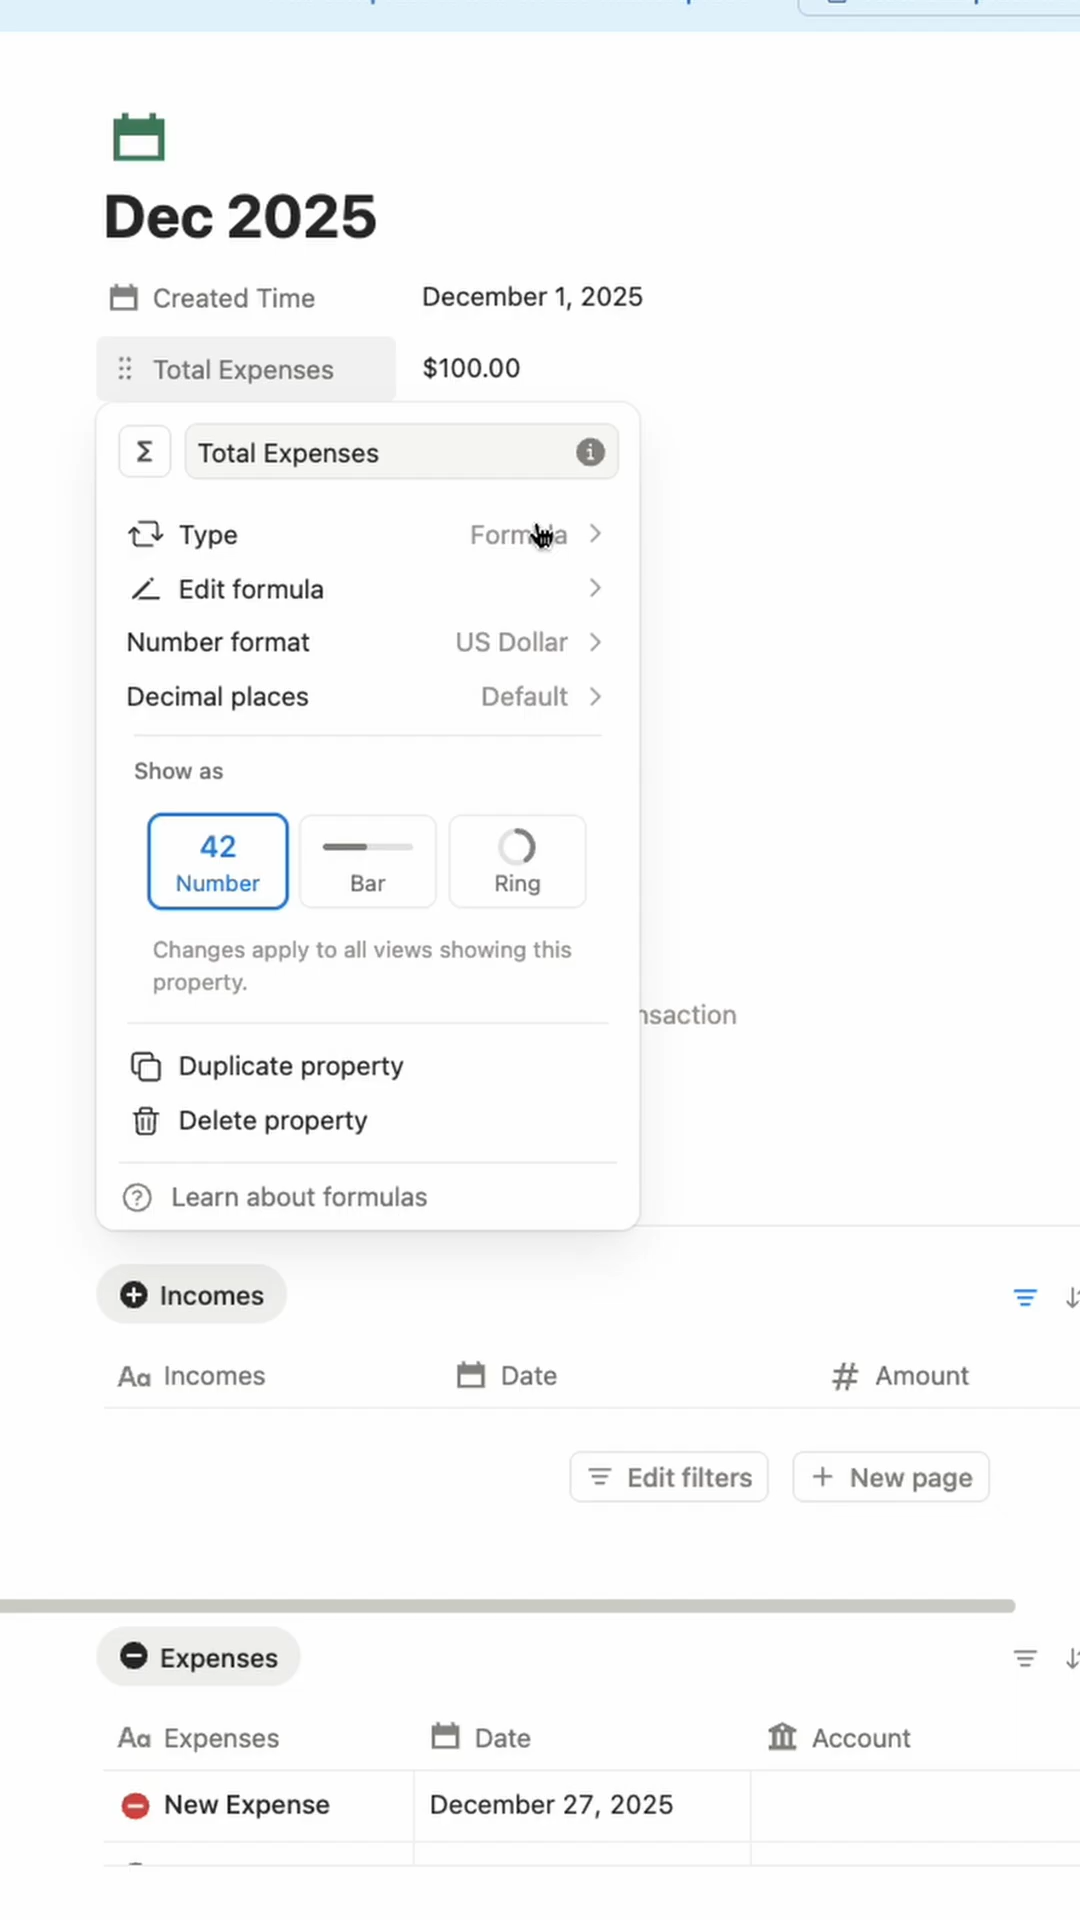 Dec 2025
Created Time December 1, 2025
Total Expenses $100.00
Σ Total Expenses
Type Formula
Edit formula
Number format US Dollar
Decimal places Default
Show as
42
Number Bar Ring
Changes apply to all views showing this
property.
nsaction
Duplicate property
Delete property
Learn about formulas
Incomes
Aa Incomes Date # Amount
Edit filters + New page
Expenses
Aa Expenses Date Account
New Expense December 27, 2025